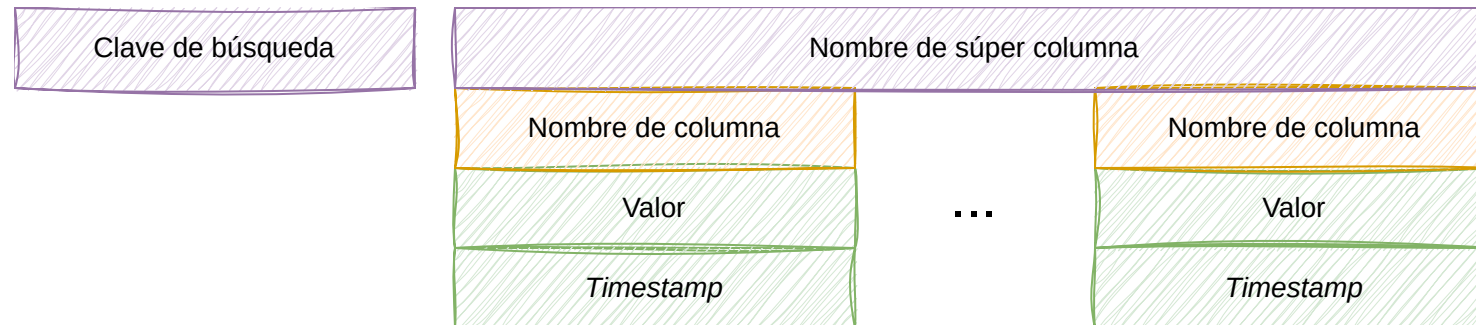 Clave de búsqueda
Nombre de súper columna
Nombre de columna
Nombre de columna
Valor
...
Valor
Timestamp
Timestamp